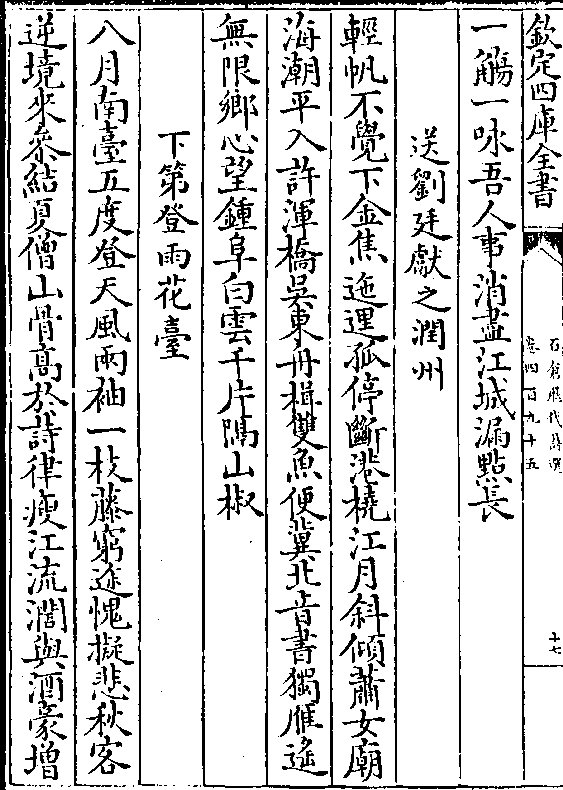 欽定四庫全書
石倉歷代詩選
卷四百九十五
十七
一觴一咏吾人事消盡江城漏點長
送劉廷獻之潤州
輕帆不覺下金焦迤邐孤停斷港橈江月斜傾蕭女廟
海潮平入許渾橋吳東舟楫雙魚便冀北音書獨雁遙
無限鄉心望鍾阜白雲千片隔山椒
下第登雨花臺
八月南臺五度登天風兩袖一枝藤窮途愧擬悲秋客
逆境來叅結夏僧山骨高於詩律瘦江流濶與酒豪增